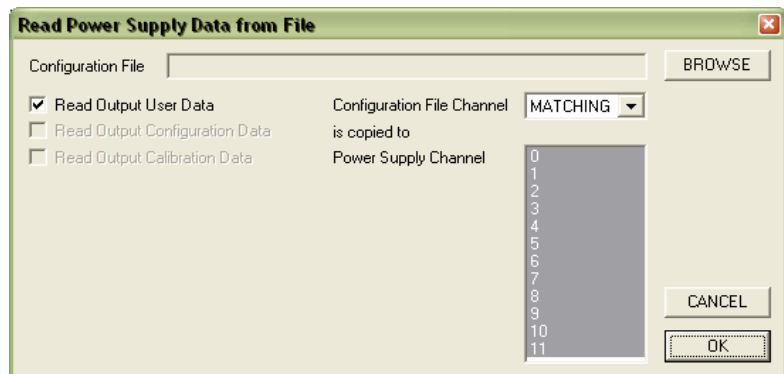 Read Power Supply Data from File
Configuration File
BROWSE
Read Output User Data
Read Output Configuration Data
Read Output Calibration Data
Configuration File Channel
MATCHING
is copied to
Power Supply Channel
0
1
2
3
4
5
6
7
8
9
10
11
CANCEL
OK